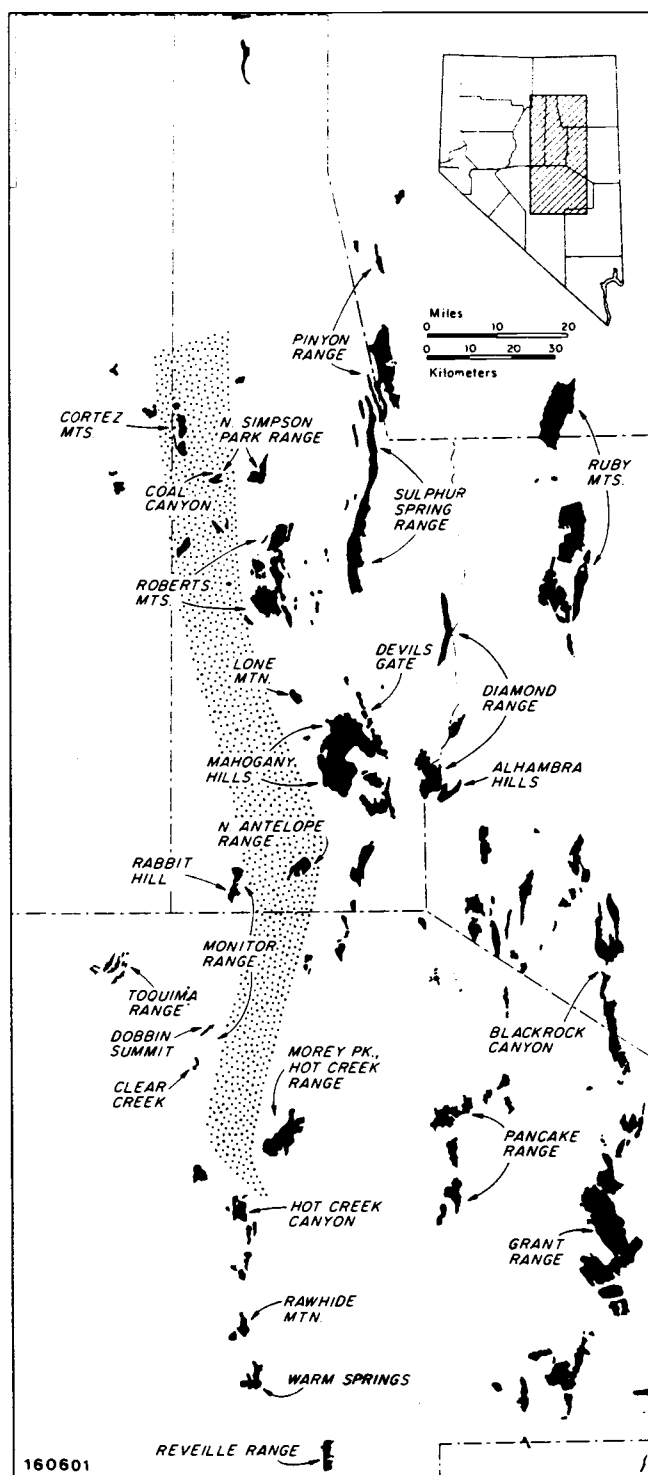 Miles
0 10 20
0 10 20 30
Kilometers
PINYON
RANGE
CORTEZ
MTS
N. SIMPSON
PARK RANGE
COAL
CANYON
RUBY
MTS.
SULPHUR
SPRING
RANGE
ROBERTS
MTS.
DEVILS
GATE
LONE
MTN.
DIAMOND
RANGE
MAHOGANY
HILLS
ALHAMBRA
HILLS
N ANTELOPE
RANGE
RABBIT
HILL
MONITOR
RANGE
TOQUIMA
RANGE
DOBBIN
SUMMIT
BLACKROCK
CANYON
MOREY PK.,
HOT CREEK
RANGE
CLEAR
CREEK
PANCAKE
RANGE
HOT CREEK
CANYON
GRANT
RANGE
RAWHIDE
MTN.
WARM SPRINGS
REVEILLE RANGE
160601